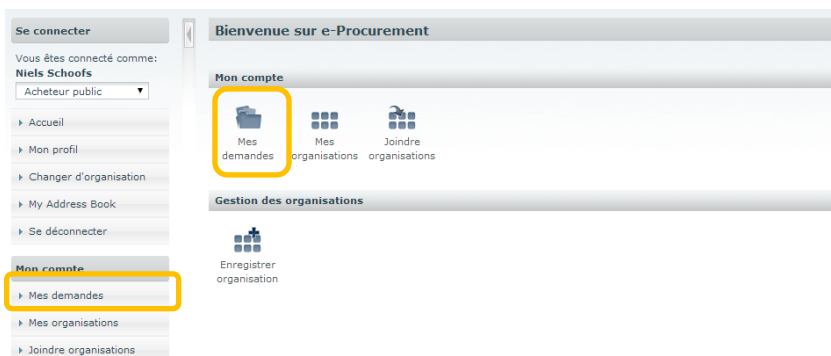 Se connecter
Vous êtes connecté comme:
Niels Schoofs
Acheteur public
Accueil
Mon profil
Changer d'organisation
My Address Book
Se déconnecter
Mon compte
Mes demandes
Mes organisations
Joindre organisations
Bienvenue sur e-Procurement
Mon compte
Mes
demandes
Mes
organisations
Joindre
organisations
Gestion des organisations
Enregistrer
organisation